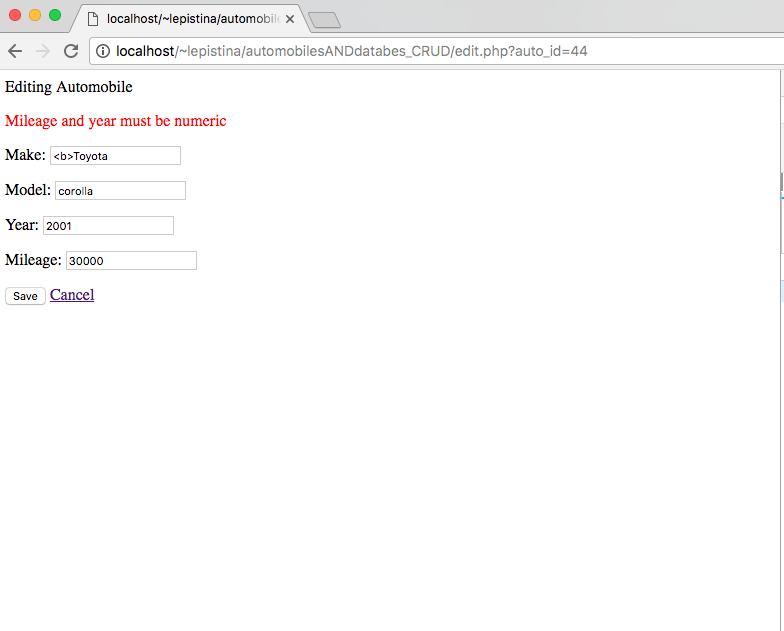 localhost/~lepistina/automobile
localhost/~lepistina/automobilesANDdatabes_CRUD/edit.php?auto_id=44
Editing Automobile
Mileage and year must be numeric
Make: <b>Toyota
Model: corolla
Year: 2001
Mileage: 30000
Save Cancel